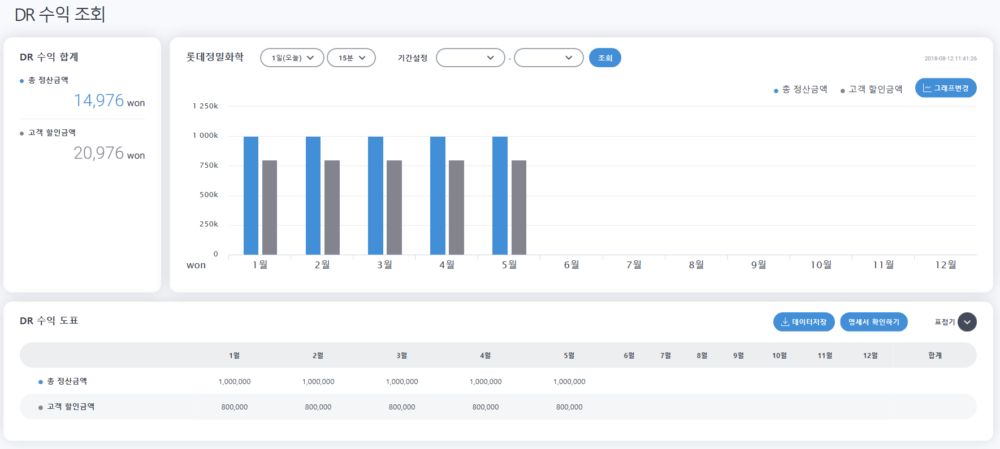 DR 수익 조회
DR 수익 합계
총 정산금액
14,976 won
고객 할인금액
20,976 won
롯데정밀화학 1일(오늘) 15분 기간설정 - 조회 2018-08-12 11:41:26
총 정산금액 고객 할인금액 그래프변경
1 250k
1 000k
750k
500k
250k
0
won 1월 2월 3월 4월 5월 6월 7월 8월 9월 10월 11월 12월
DR 수익 도표 데이터저장 명세서 확인하기 표접기
1월 2월 3월 4월 5월 6월 7월 8월 9월 10월 11월 12월 합계
총 정산금액 1,000,000 1,000,000 1,000,000 1,000,000 1,000,000
고객 할인금액 800,000 800,000 800,000 800,000 800,000